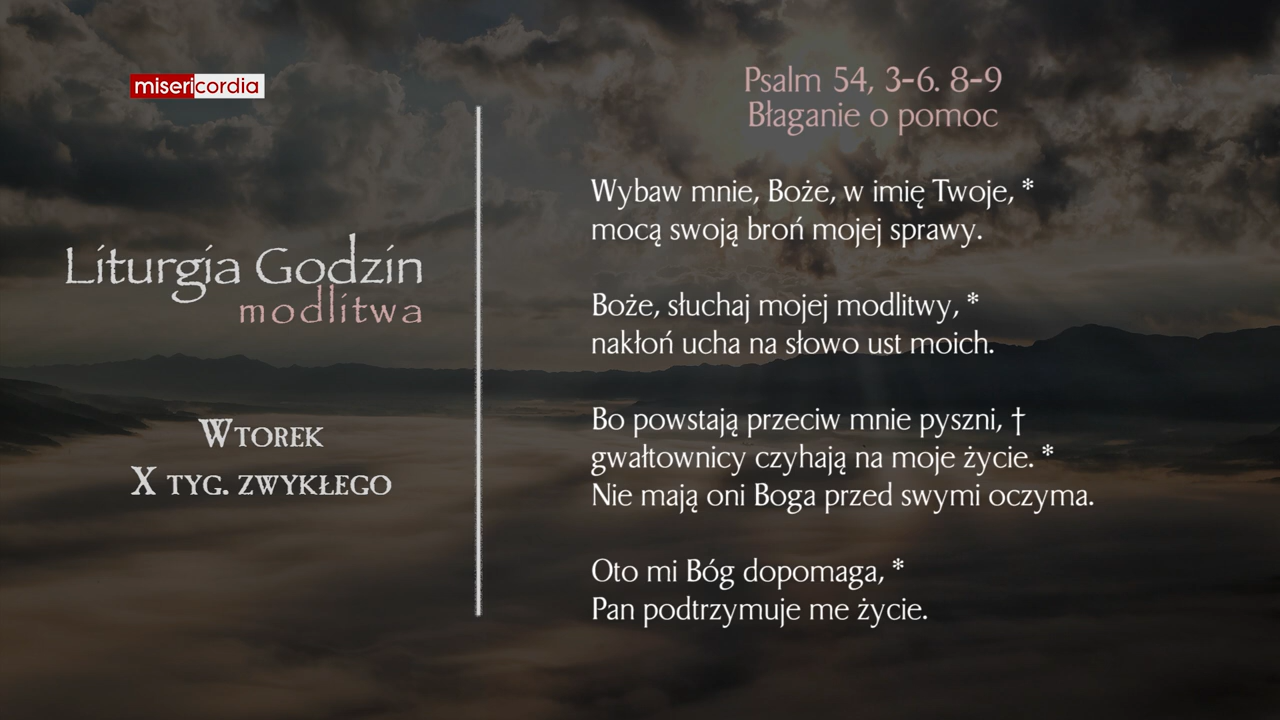 misericordia
Liturgia Godzin
modlitwa
Wtorek
X tyg. zwykłego
Psalm 54, 3-6. 8-9
Błaganie o pomoc
Wybaw mnie, Boże, w imię Twoje, *
mocą swoją broń mojej sprawy.
Boże, słuchaj mojej modlitwy, *
nakłoń ucha na słowo ust moich.
Bo powstają przeciw mnie pyszni, †
gwałtownicy czyhają na moje życie. *
Nie mają oni Boga przed swymi oczyma.
Oto mi Bóg dopomaga, *
Pan podtrzymuje me życie.